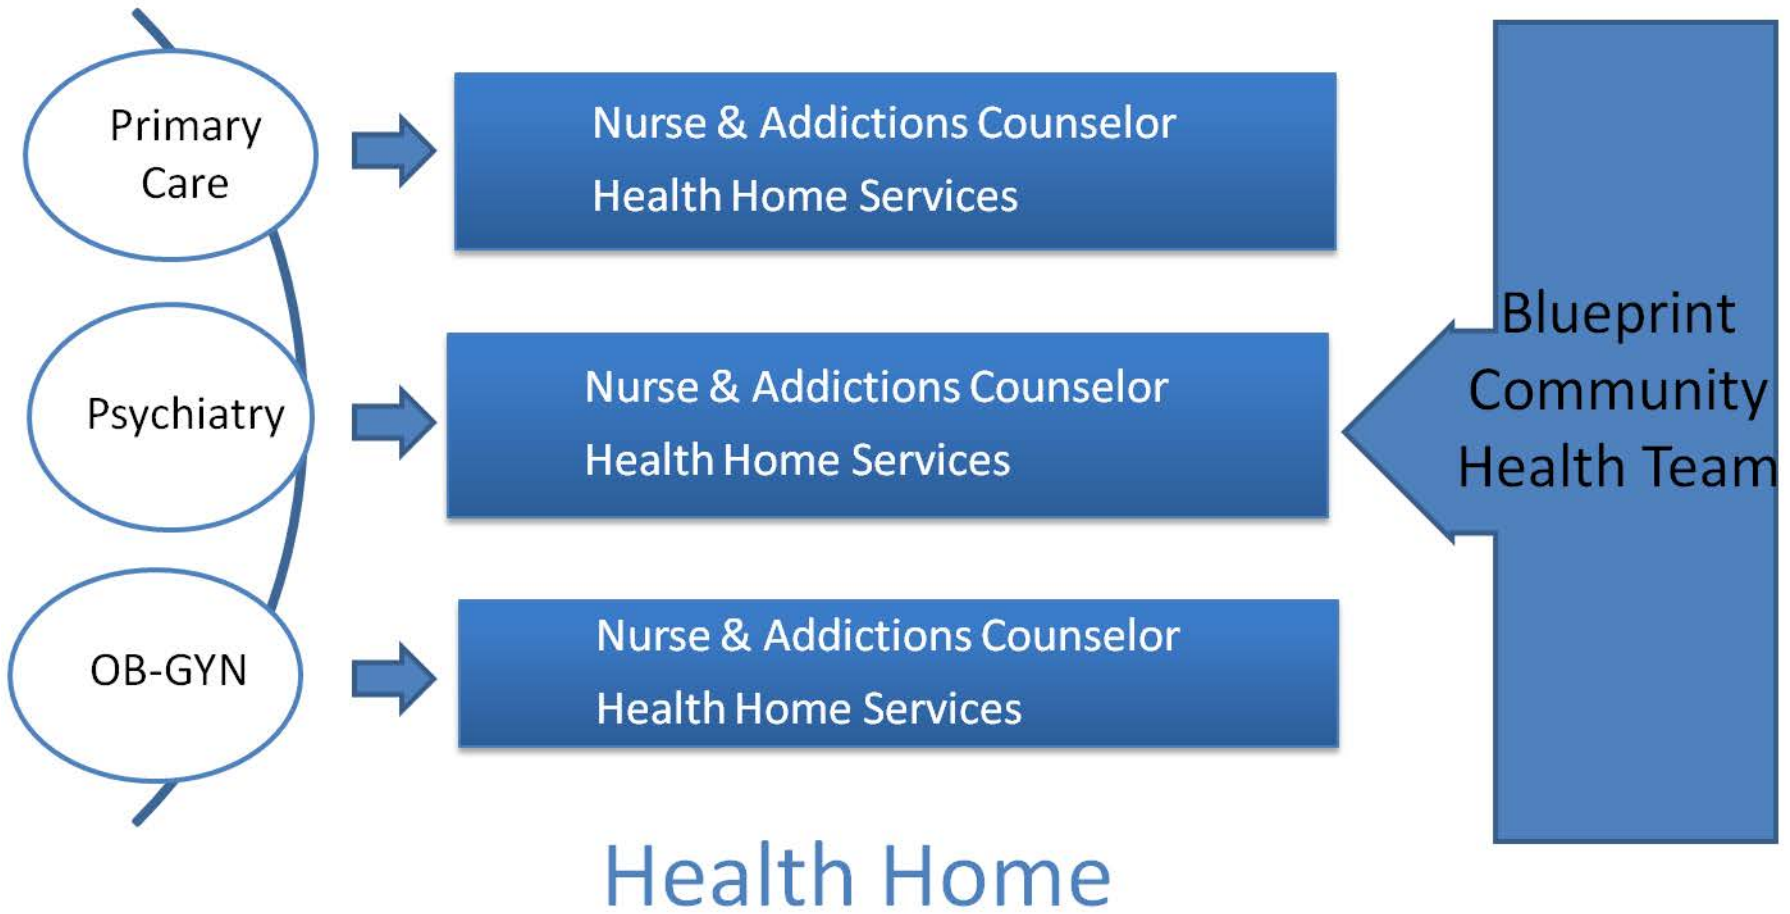 Primary
Care
Nurse & Addictions Counselor
Health Home Services
Psychiatry
Nurse & Addictions Counselor
Health Home Services
OB-GYN
Nurse & Addictions Counselor
Health Home Services
Blueprint
Community
Health Team
Health Home